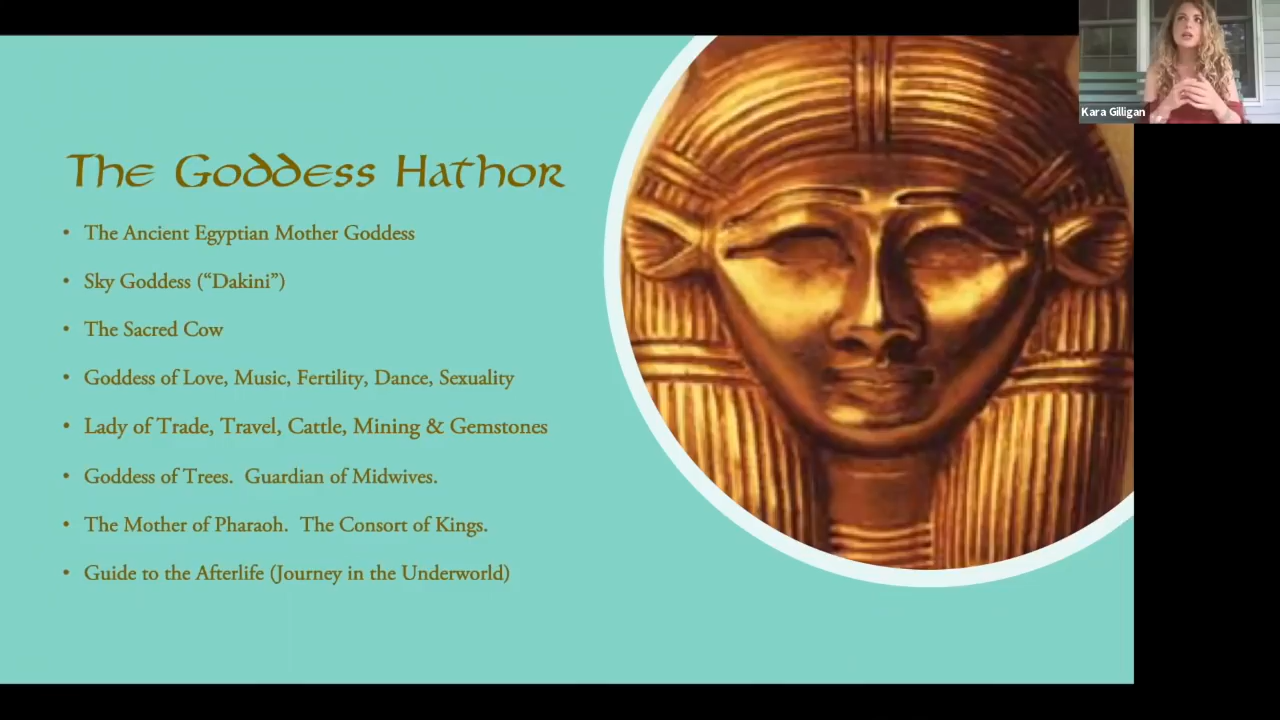 Kara Gilligan
The Goddess Hathor
• The Ancient Egyptian Mother Goddess
• Sky Goddess (“Dakini”)
• The Sacred Cow
• Goddess of Love, Music, Fertility, Dance, Sexuality
• Lady of Trade, Travel, Cattle, Mining & Gemstones
• Goddess of Trees.  Guardian of Midwives.
• The Mother of Pharaoh.  The Consort of Kings.
• Guide to the Afterlife (Journey in the Underworld)